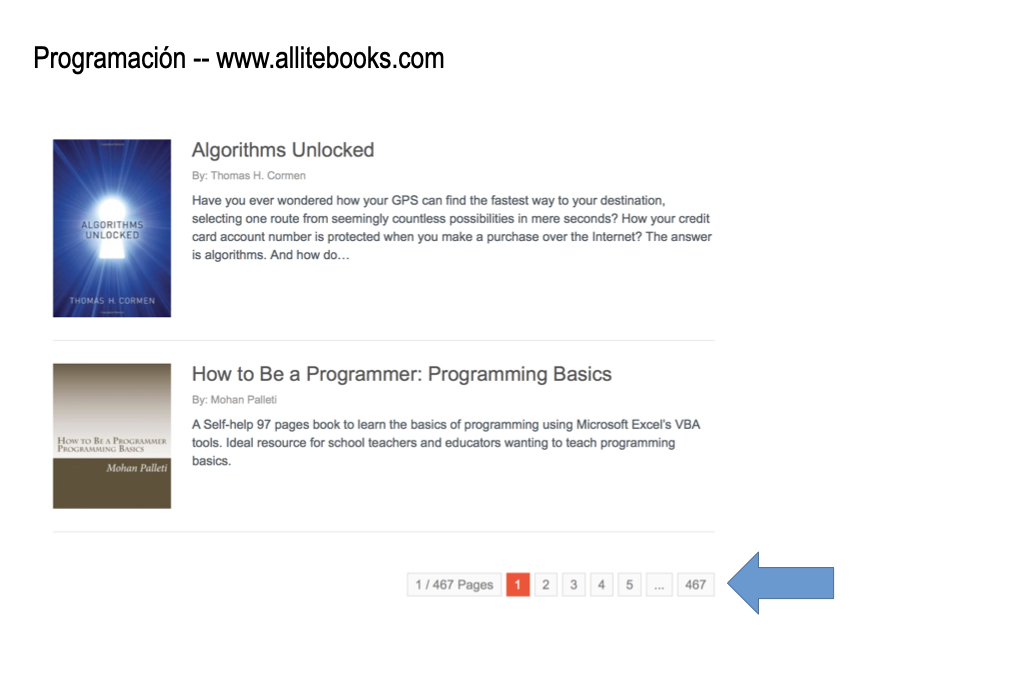 Programación -- www.allitebooks.com
Algorithms Unlocked
By: Thomas H. Cormen
Have you ever wondered how your GPS can find the fastest way to your destination,
selecting one route from seemingly countless possibilities in mere seconds? How your credit
card account number is protected when you make a purchase over the Internet? The answer
is algorithms. And how do…
ALGORITHMS
UNLOCKED
THOMAS H. CORMEN
How to Be a Programmer: Programming Basics
By: Mohan Palleti
A Self-help 97 pages book to learn the basics of programming using Microsoft Excel's VBA
tools. Ideal resource for school teachers and educators wanting to teach programming
basics.
How to Be a Programmer
Programming Basics
Mohan Palleti
1 / 467 Pages 1 2 3 4 5 ... 467